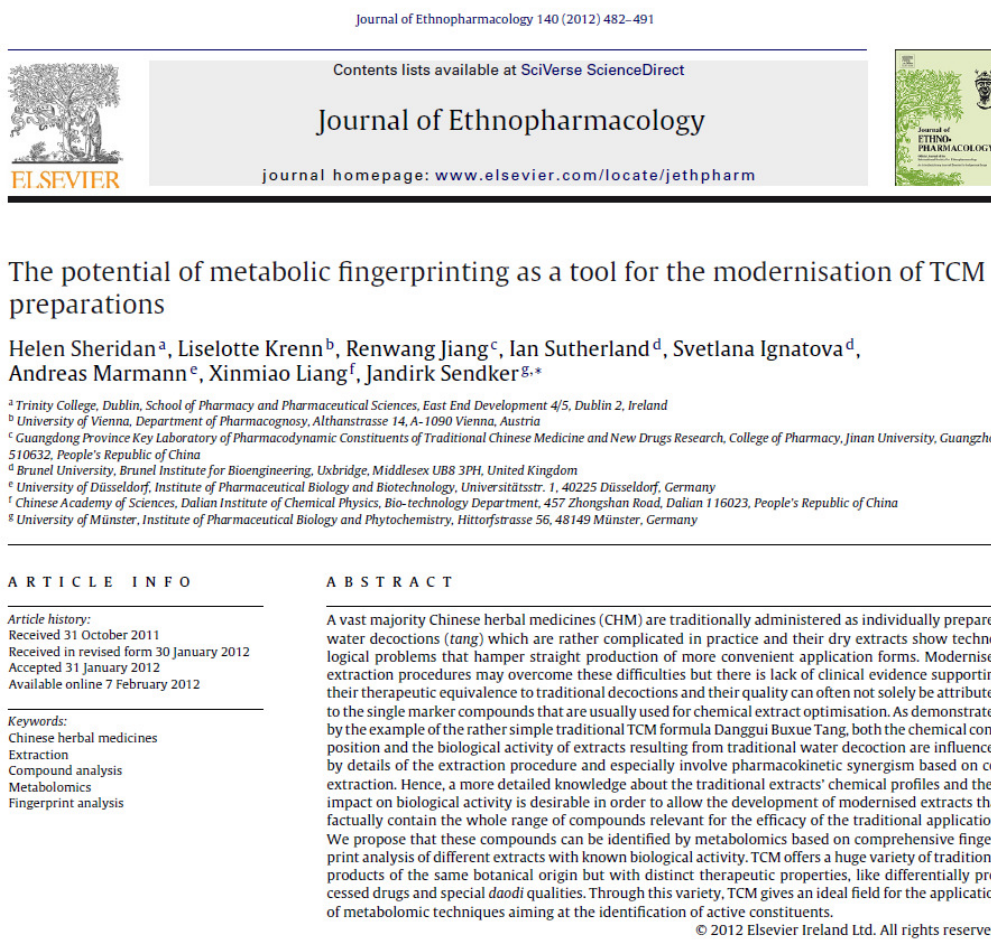 Journal of Ethnopharmacology 140 (2012) 482–491
Contents lists available at SciVerse ScienceDirect
Journal of Ethnopharmacology
journal homepage: www.elsevier.com/locate/jethpharm
ELSEVIER
Journal of
ETHNO-
PHARMACOLOGY
The potential of metabolic fingerprinting as a tool for the modernisation of TCM
preparations
Helen Sheridan a, Liselotte Krenn b, Renwang Jiang c, Ian Sutherland d, Svetlana Ignatova d,
Andreas Marmann e, Xinmiao Liang f, Jandirk Sendker g,*
a Trinity College, Dublin, School of Pharmacy and Pharmaceutical Sciences, East End Development 4/5, Dublin 2, Ireland
b University of Vienna, Department of Pharmacognosy, Althanstrasse 14, A-1090 Vienna, Austria
c Guangdong Province Key Laboratory of Pharmacodynamic Constituents of Traditional Chinese Medicine and New Drugs Research, College of Pharmacy, Jinan University, Guangzho
510632, People's Republic of China
d Brunel University, Brunel Institute for Bioengineering, Uxbridge, Middlesex UB8 3PH, United Kingdom
e University of Düsseldorf, Institute of Pharmaceutical Biology and Biotechnology, Universitätsstr. 1, 40225 Düsseldorf, Germany
f Chinese Academy of Sciences, Dalian Institute of Chemical Physics, Bio-technology Department, 457 Zhongshan Road, Dalian 116023, People's Republic of China
g University of Münster, Institute of Pharmaceutical Biology and Phytochemistry, Hittorfstrasse 56, 48149 Münster, Germany
ARTICLE INFO
Article history:
Received 31 October 2011
Received in revised form 30 January 2012
Accepted 31 January 2012
Available online 7 February 2012
Keywords:
Chinese herbal medicines
Extraction
Compound analysis
Metabolomics
Fingerprint analysis
ABSTRACT
A vast majority Chinese herbal medicines (CHM) are traditionally administered as individually prepare
water decoctions (tang) which are rather complicated in practice and their dry extracts show techno
logical problems that hamper straight production of more convenient application forms. Modernise
extraction procedures may overcome these difficulties but there is lack of clinical evidence supportin
their therapeutic equivalence to traditional decoctions and their quality can often not solely be attribute
to the single marker compounds that are usually used for chemical extract optimisation. As demonstrate
by the example of the rather simple traditional TCM formula Danggui Buxue Tang, both the chemical com
position and the biological activity of extracts resulting from traditional water decoction are influence
by details of the extraction procedure and especially involve pharmacokinetic synergism based on co
extraction. Hence, a more detailed knowledge about the traditional extracts' chemical profiles and thei
impact on biological activity is desirable in order to allow the development of modernised extracts tha
factually contain the whole range of compounds relevant for the efficacy of the traditional application
We propose that these compounds can be identified by metabolomics based on comprehensive finge
print analysis of different extracts with known biological activity. TCM offers a huge variety of tradition
products of the same botanical origin but with distinct therapeutic properties, like differentially pro
cessed drugs and special daodi qualities. Through this variety, TCM gives an ideal field for the applicatio
of metabolomic techniques aiming at the identification of active constituents.
© 2012 Elsevier Ireland Ltd. All rights reserve